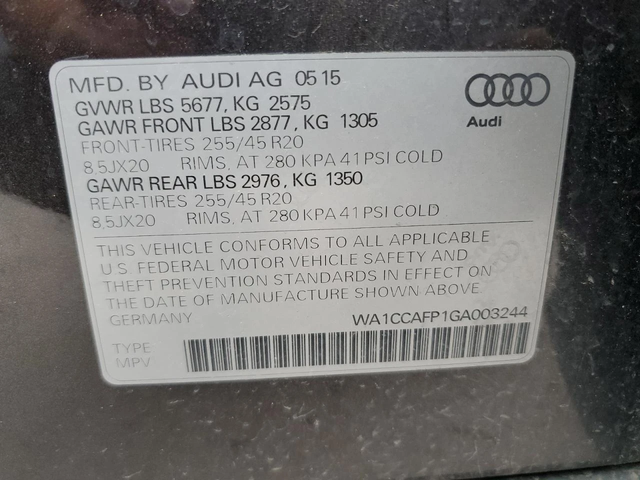 MFD. BY AUDI AG 05 15
GVWR LBS 5677, KG 2575
GAWR FRONT LBS 2877, KG 1305
FRONT-TIRES 255/45 R20
8,5JX20 RIMS, AT 280 KPA 41 PSI COLD
GAWR REAR LBS 2976, KG 1350
REAR-TIRES 255/45 R20
8,5JX20 RIMS, AT 280 KPA 41 PSI COLD
Audi
THIS VEHICLE CONFORMS TO ALL APPLICABLE
U.S. FEDERAL MOTOR VEHICLE SAFETY AND
THEFT PREVENTION STANDARDS IN EFFECT ON
THE DATE OF MANUFACTURE SHOWN ABOVE
GERMANY WA1CCAFP1GA003244
TYPE
MPV